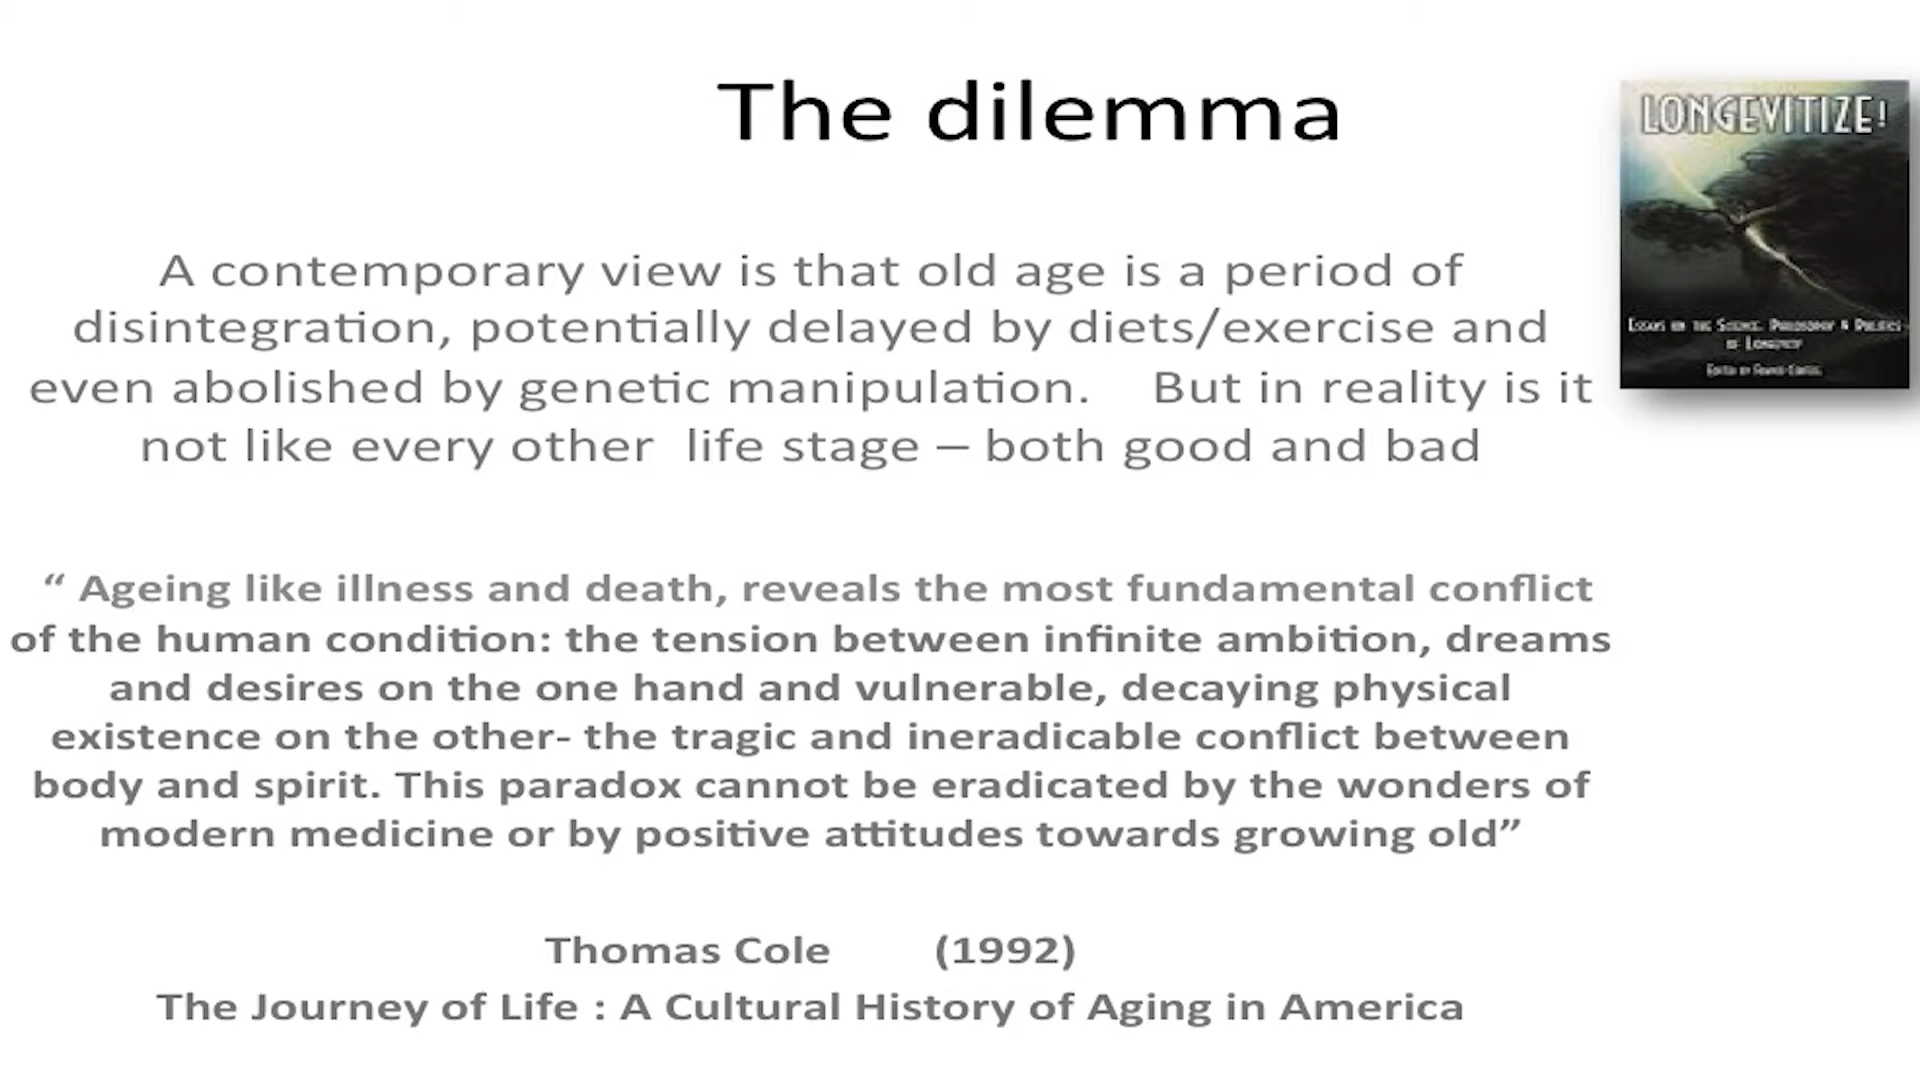 The dilemma
LONGEVITIZE!
A contemporary view is that old age is a period of
disintegration, potentially delayed by diets/exercise and
even abolished by genetic manipulation. But in reality is it
not like every other life stage – both good and bad
Essays on the Science, Philosophy & Politics
of Longevity
Edited by
“ Ageing like illness and death, reveals the most fundamental conflict
of the human condition: the tension between infinite ambition, dreams
and desires on the one hand and vulnerable, decaying physical
existence on the other- the tragic and ineradicable conflict between
body and spirit. This paradox cannot be eradicated by the wonders of
modern medicine or by positive attitudes towards growing old”
Thomas Cole (1992)
The Journey of Life : A Cultural History of Aging in America